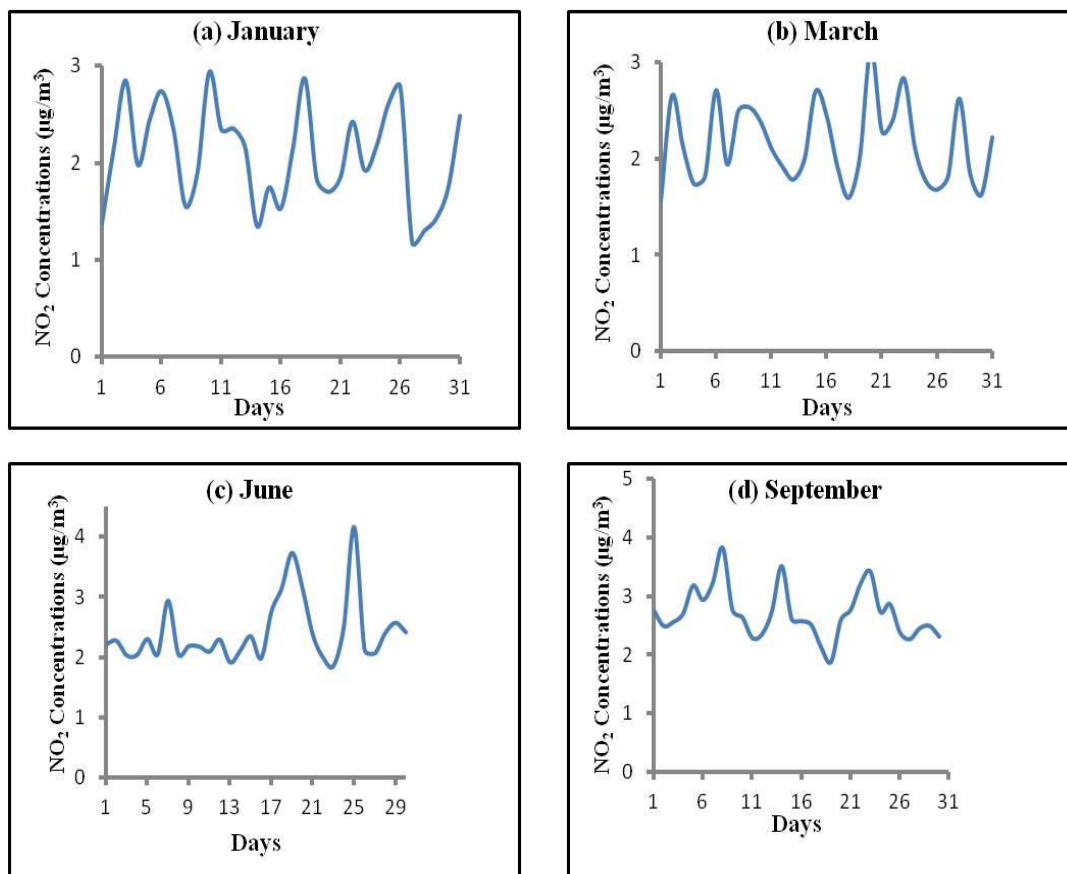 (a) January
NO₂ Concentrations (µg/m³)
3
2
1
0
1 6 11 16 21 26 31
Days
(b) March
NO₂ Concentrations (µg/m³)
3
2
1
0
1 6 11 16 21 26 31
Days
(c) June
NO₂ Concentrations (µg/m³)
4
3
2
1
0
1 5 9 13 17 21 25 29
Days
(d) September
NO₂ Concentrations (µg/m³)
5
4
3
2
1
0
1 6 11 16 21 26 31
Days